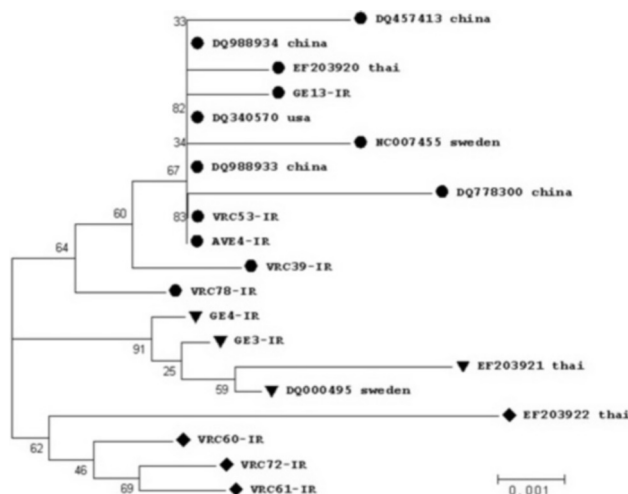 33
DQ457413 china
DQ988934 china
EF203920 thai
GE13-IR
82
DQ340570 usa
34
NC007455 sweden
67
DQ988933 china
DQ778300 china
60
83
VRC53-IR
AVE4-IR
64
VRC39-IR
VRC78-IR
GE4-IR
91
GE3-IR
25
EF203921 thai
59
DQ000495 sweden
EF203922 thai
62
VRC60-IR
46
VRC72-IR
69
VRC61-IR
0.001